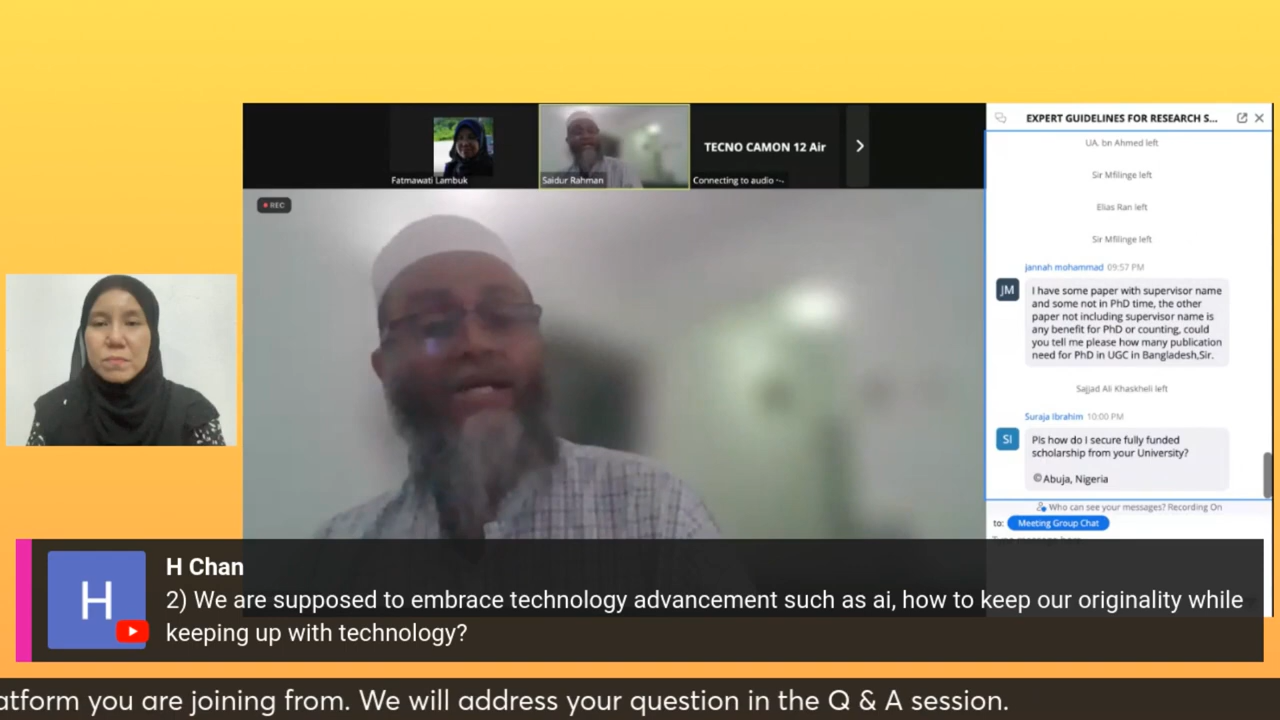 TECNO CAMON 12 Air
Fatmawati Lambuk
Saidur Rahman
Connecting to audio
REC
EXPERT GUIDELINES FOR RESEARCH S...
UA. bn Ahmed left
Sir Mfilinge left
Elias Ran left
Sir Mfilinge left
jannah mohammad 09:57 PM
JM
I have some paper with supervisor name
and some not in PhD time, the other
paper not including supervisor name is
any benefit for PhD or counting, could
you tell me please how many publication
need for PhD in UGC in Bangladesh,Sir.
Sajjad Ali Khaskheli left
Suraja Ibrahim 10:00 PM
SI
Pls how do I secure fully funded
scholarship from your University?
©Abuja, Nigeria
Who can see your messages? Recording On
to: Meeting Group Chat
H
H Chan
2) We are supposed to embrace technology advancement such as ai, how to keep our originality while
keeping up with technology?
atform you are joining from. We will address your question in the Q & A session.